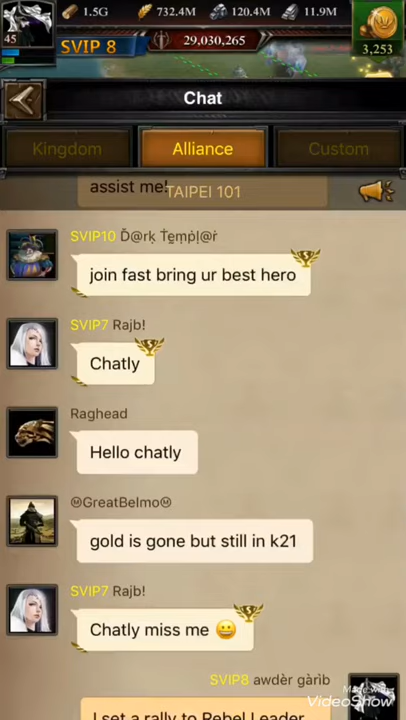 1.5G
732.4M
120.4M
11.9M
45
SVIP 8
29,030,265
3,253
Chat
Kingdom
Alliance
Custom
assist me!
TAIPEI 101
SVIP10 Ď@rķ Ťęmp|@ŕ
join fast bring ur best hero
SVIP7 Rajb!
Chatly
Raghead
Hello chatly
ⓂGreatBelmoⓂ
gold is gone but still in k21
SVIP7 Rajb!
Chatly miss me 😀
SVIP8 awdèr gàrìb
I set a rally to Rebel Leader
Made with
VideoShow